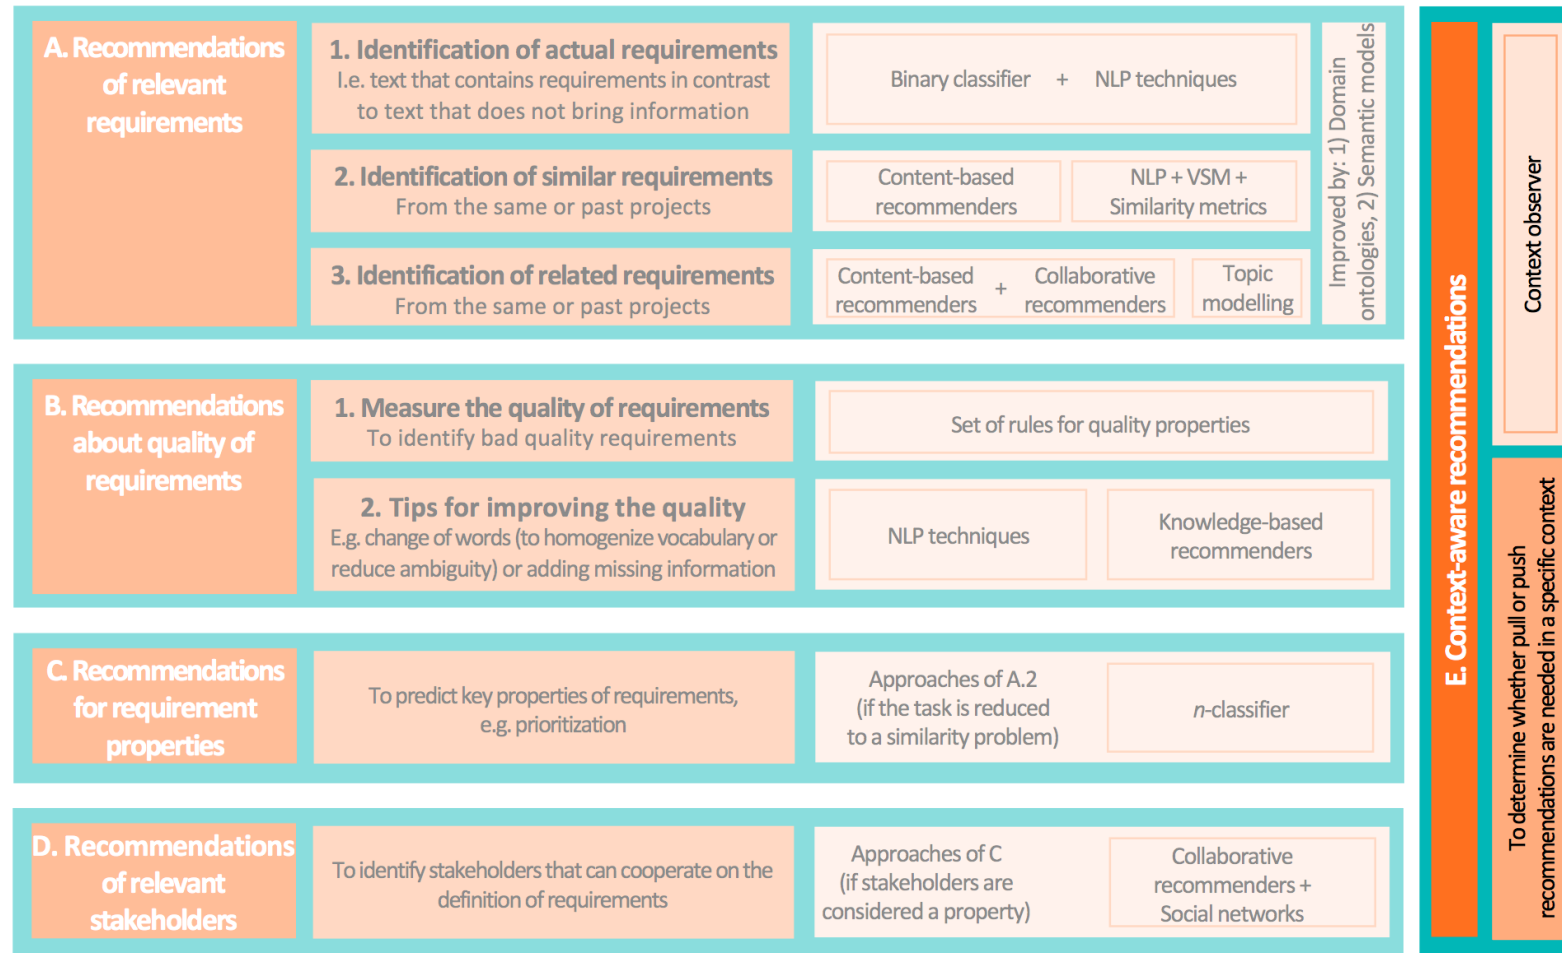 A. Recommendations
of relevant
requirements
1. Identification of actual requirements
I.e. text that contains requirements in contrast
to text that does not bring information
Binary classifier + NLP techniques
2. Identification of similar requirements
From the same or past projects
Content-based
recommenders
NLP + VSM +
Similarity metrics
3. Identification of related requirements
From the same or past projects
Content-based
recommenders
+
Collaborative
recommenders
Topic
modelling
Improved by: 1) Domain
ontologies, 2) Semantic models
B. Recommendations
about quality of
requirements
1. Measure the quality of requirements
To identify bad quality requirements
Set of rules for quality properties
2. Tips for improving the quality
E.g. change of words (to homogenize vocabulary or
reduce ambiguity) or adding missing information
NLP techniques
Knowledge-based
recommenders
C. Recommendations
for requirement
properties
To predict key properties of requirements,
e.g. prioritization
Approaches of A.2
(if the task is reduced
to a similarity problem)
n-classifier
D. Recommendations
of relevant
stakeholders
To identify stakeholders that can cooperate on the
definition of requirements
Approaches of C
(if stakeholders are
considered a property)
Collaborative
recommenders +
Social networks
E. Context-aware recommendations
Context observer
To determine whether pull or push
recommendations are needed in a specific context